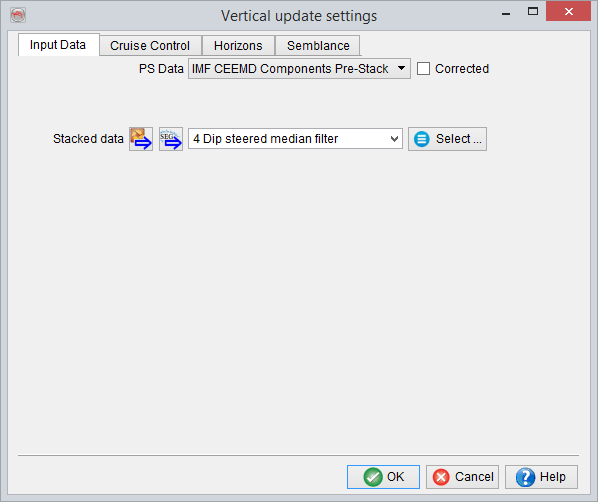 Vertical update settings
Input Data Cruise Control Horizons Semblance
PS Data IMF CEEMD Components Pre-Stack Corrected
Stacked data SEG 4 Dip steered median filter Select ...
OK Cancel Help